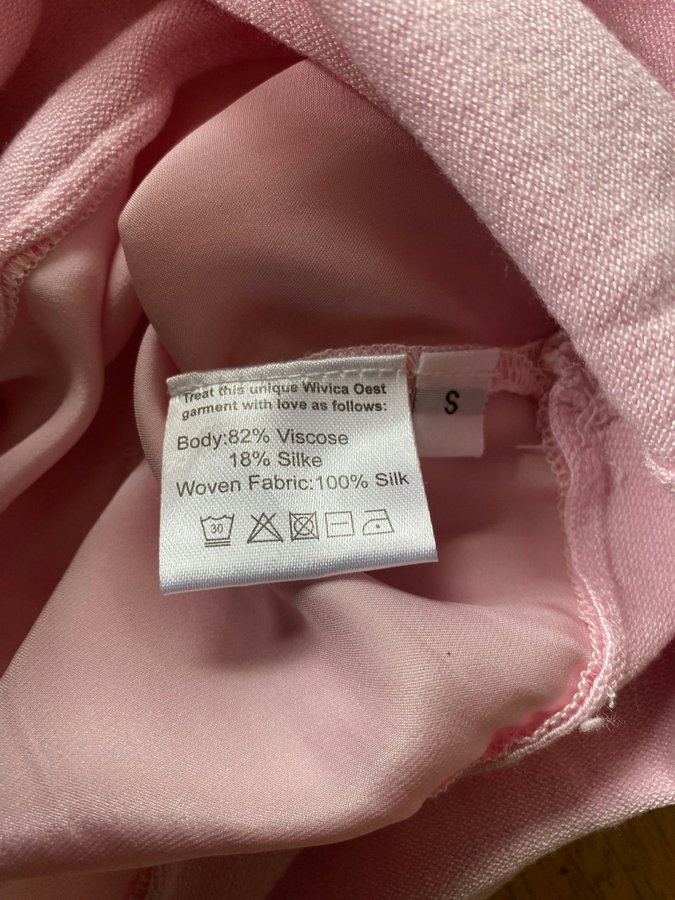 Treat this unique Wivica Oest
garment with love as follows:
Body:82% Viscose
18% Silke
Woven Fabric:100% Silk
30
S